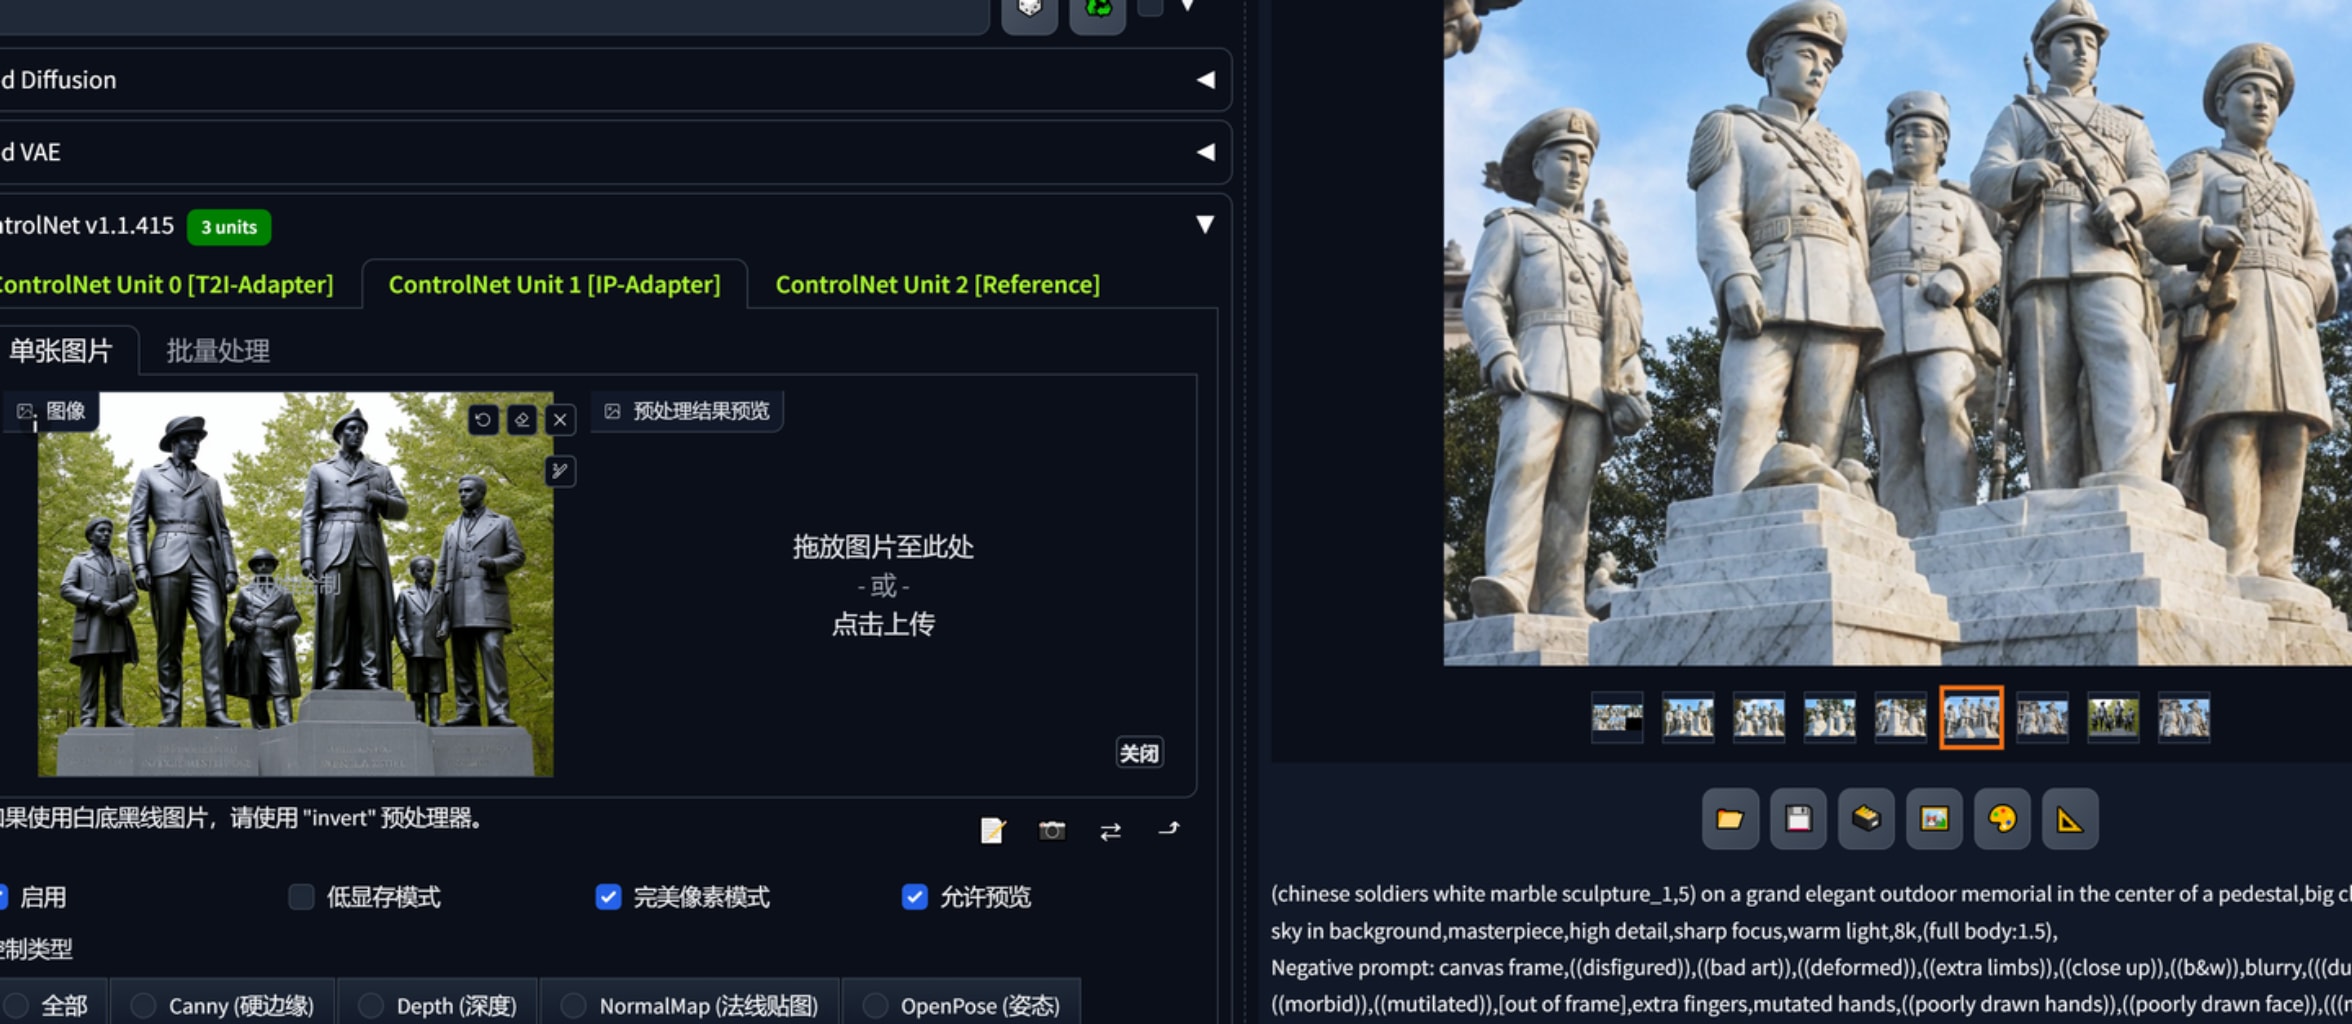 d Diffusion
d VAE
ntrolNet v1.1.415 3 units
ControlNet Unit 0 [T2I-Adapter] ControlNet Unit 1 [IP-Adapter] ControlNet Unit 2 [Reference]
单张图片 批量处理
图像 预处理结果预览
开始绘制
拖放图片至此处
- 或 -
点击上传
关闭
如果使用白底黑线图片，请使用 "invert" 预处理器。
启用 低显存模式 完美像素模式 允许预览
控制类型
全部 Canny (硬边缘) Depth (深度) NormalMap (法线贴图) OpenPose (姿态)
(chinese soldiers white marble sculpture_1,5) on a grand elegant outdoor memorial in the center of a pedestal,big cl
sky in background,masterpiece,high detail,sharp focus,warm light,8k,(full body:1.5),
Negative prompt: canvas frame,((disfigured)),((bad art)),((deformed)),((extra limbs)),((close up)),((b&w)),blurry,(((du
((morbid)),((mutilated)),[out of frame],extra fingers,mutated hands,((poorly drawn hands)),((poorly drawn face)),(((m